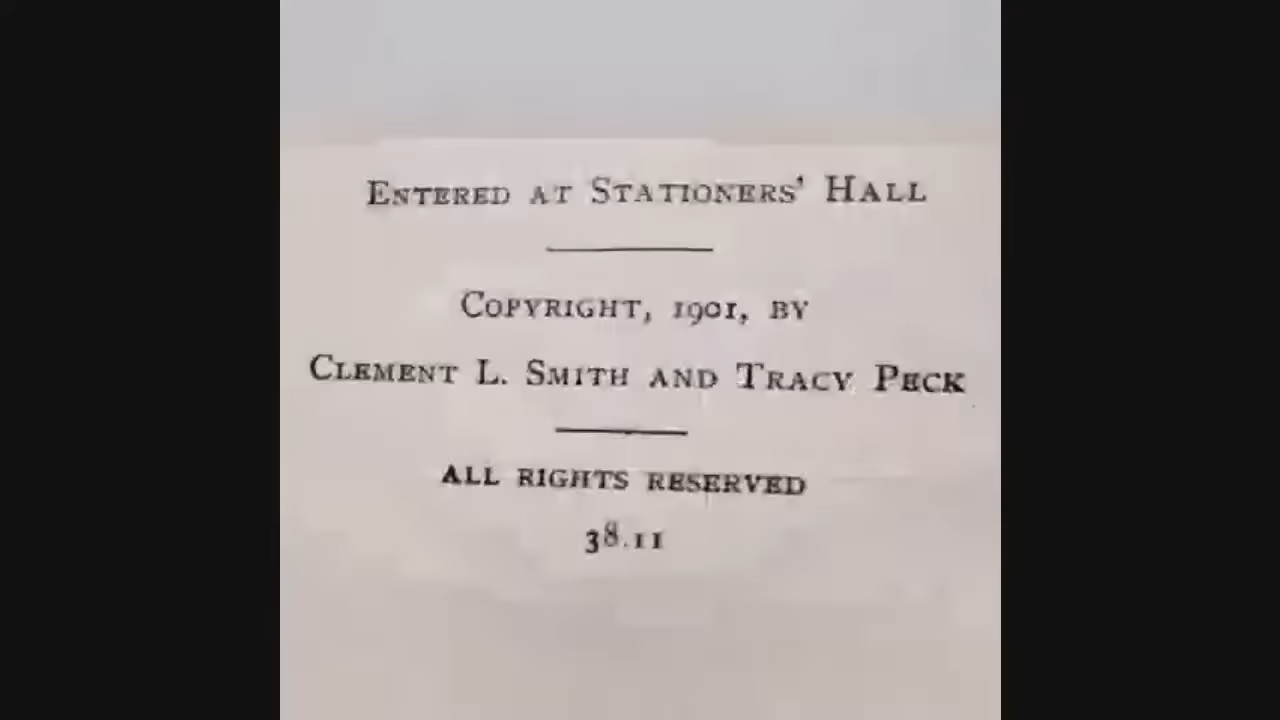 ENTERED AT STATIONERS' HALL
COPYRIGHT, 1901, BY
CLEMENT L. SMITH AND TRACY PECK
ALL RIGHTS RESERVED
38.11